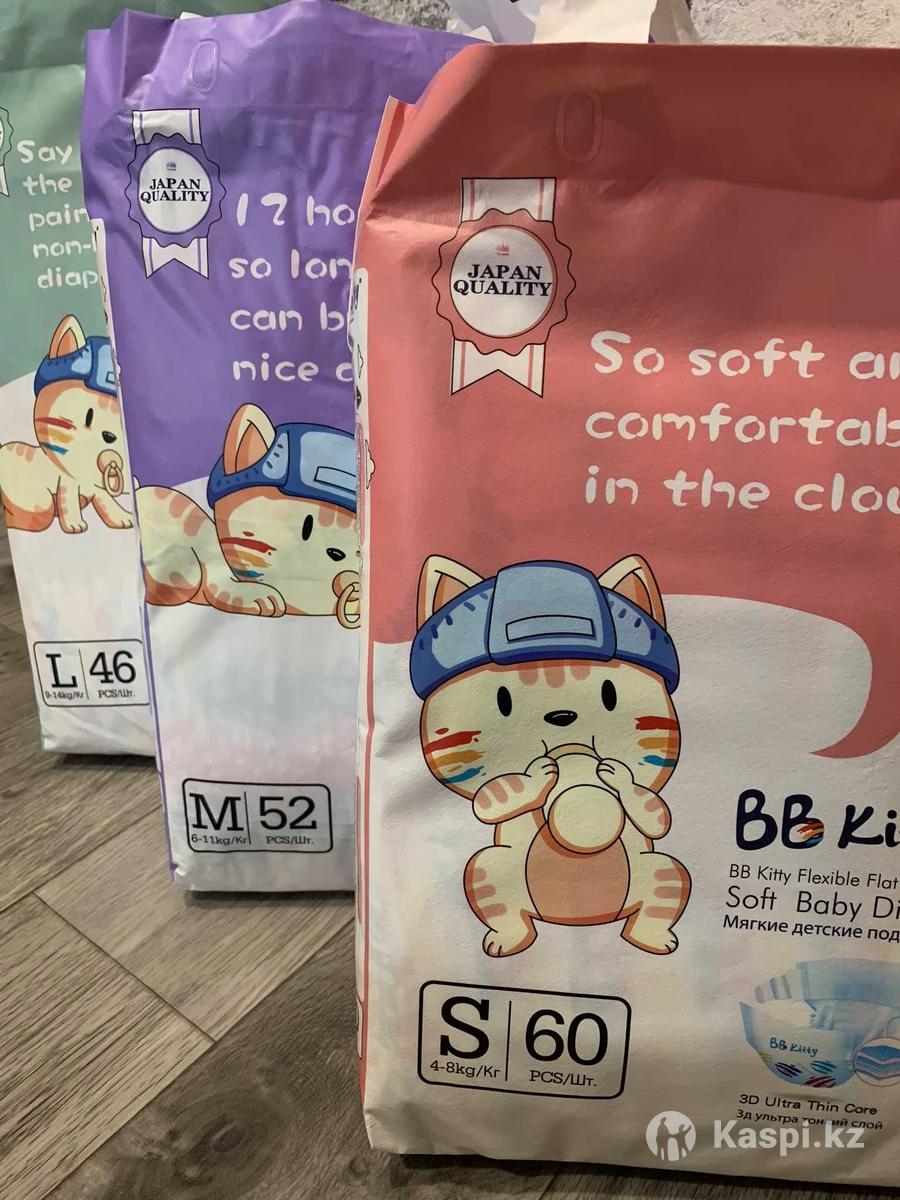 Say
the
pain
non-
diap
L 46
9-14kg/Кг PCS/Шт.
JAPAN
QUALITY
12 ho
so lon
can b
nice
M 52
6-11kg/Кг PCS/Шт.
JAPAN
QUALITY
So soft
comfortab
in the clou
BB Ki
BB Kitty Flexible Flat
Soft Baby Di
Мягкие детские под
S 60
4-8kg/Кг PCS/Шт.
BB Kitty
3D Ultra Thin Core
3д ультра тонкий слой
Kaspi.kz